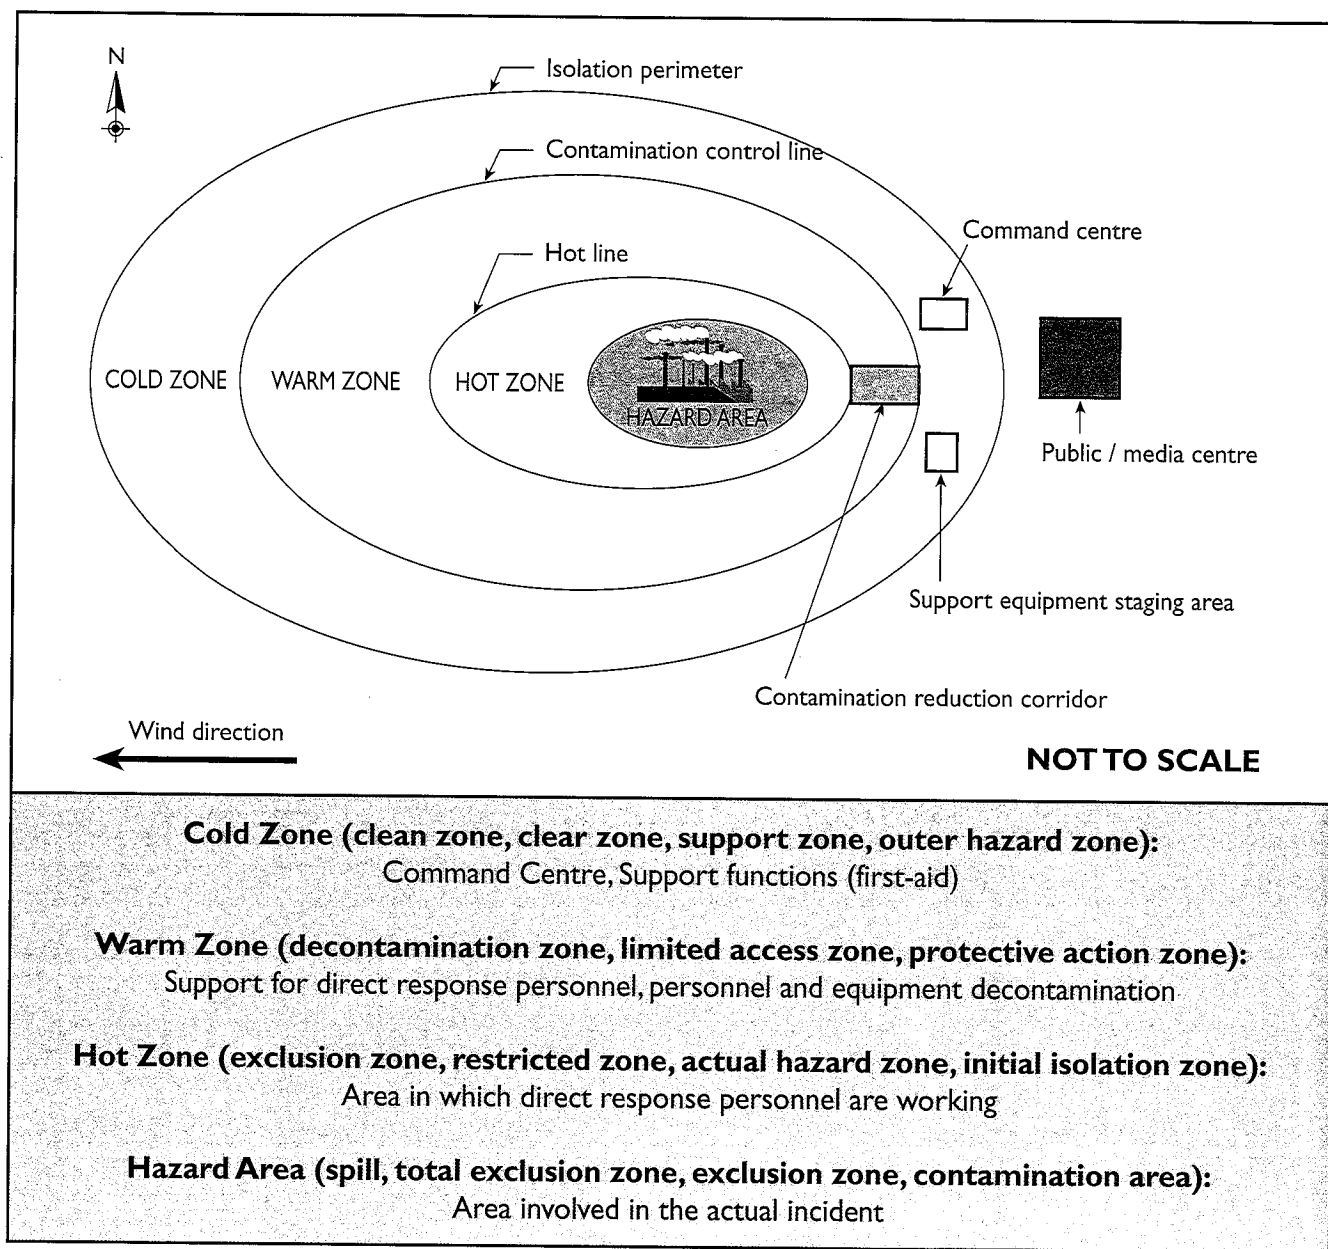 N
Isolation perimeter
Contamination control line
Command centre
Hot line
COLD ZONE
WARM ZONE
HOT ZONE
HAZARD AREA
Public / media centre
Support equipment staging area
Contamination reduction corridor
Wind direction
NOT TO SCALE
Cold Zone (clean zone, clear zone, support zone, outer hazard zone):
Command Centre, Support functions (first-aid)
Warm Zone (decontamination zone, limited access zone, protective action zone):
Support for direct response personnel, personnel and equipment decontamination
Hot Zone (exclusion zone, restricted zone, actual hazard zone, initial isolation zone):
Area in which direct response personnel are working
Hazard Area (spill, total exclusion zone, exclusion zone, contamination area):
Area involved in the actual incident